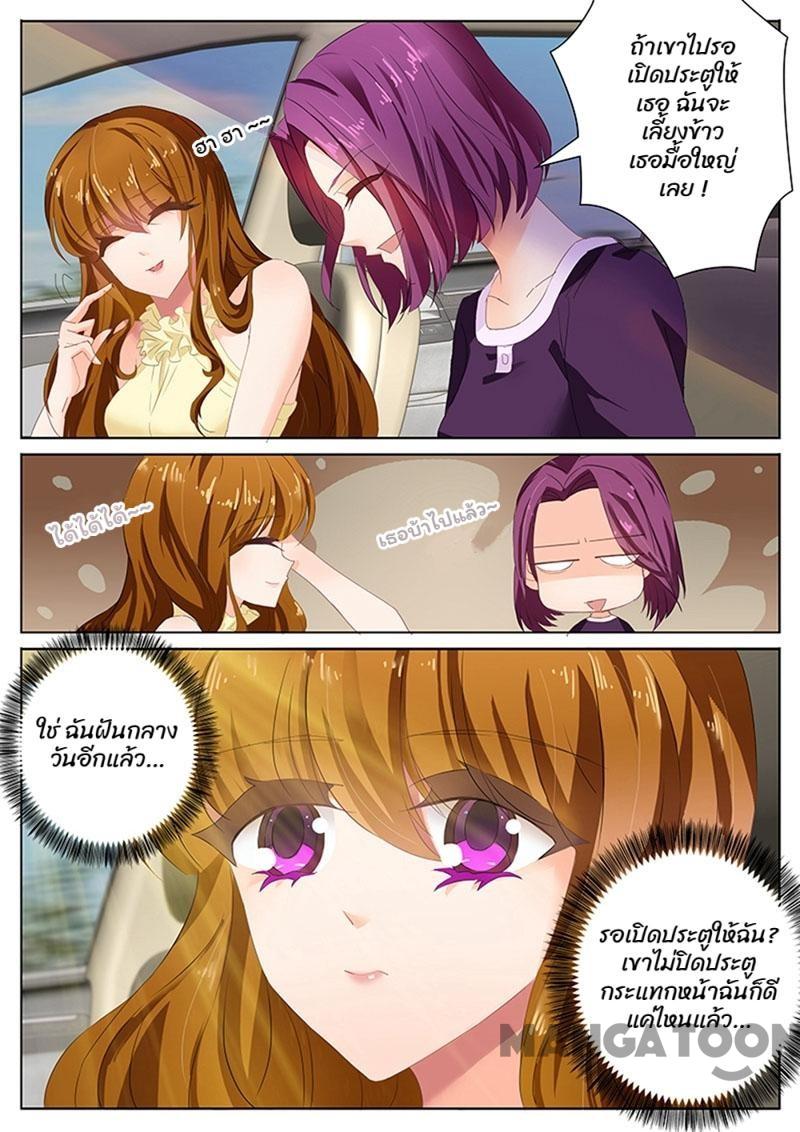 ถ้าเขาไปรอ
เปิดประตูให้
เธอ ฉันจะ
เลี้ยงข้าว
เธอมื้อใหญ่
เลย !
ฮา ฮา ~~
ได้ได้ได้~~
เธอบ้าไปแล้ว~
ใช่ ฉันฝันกลาง
วันอีกแล้ว...
รอเปิดประตูให้ฉัน?
เขาไม่ปิดประตู
กระแทกหน้าฉันก็ดี
แค่ไหนแล้ว...
MANGATOON